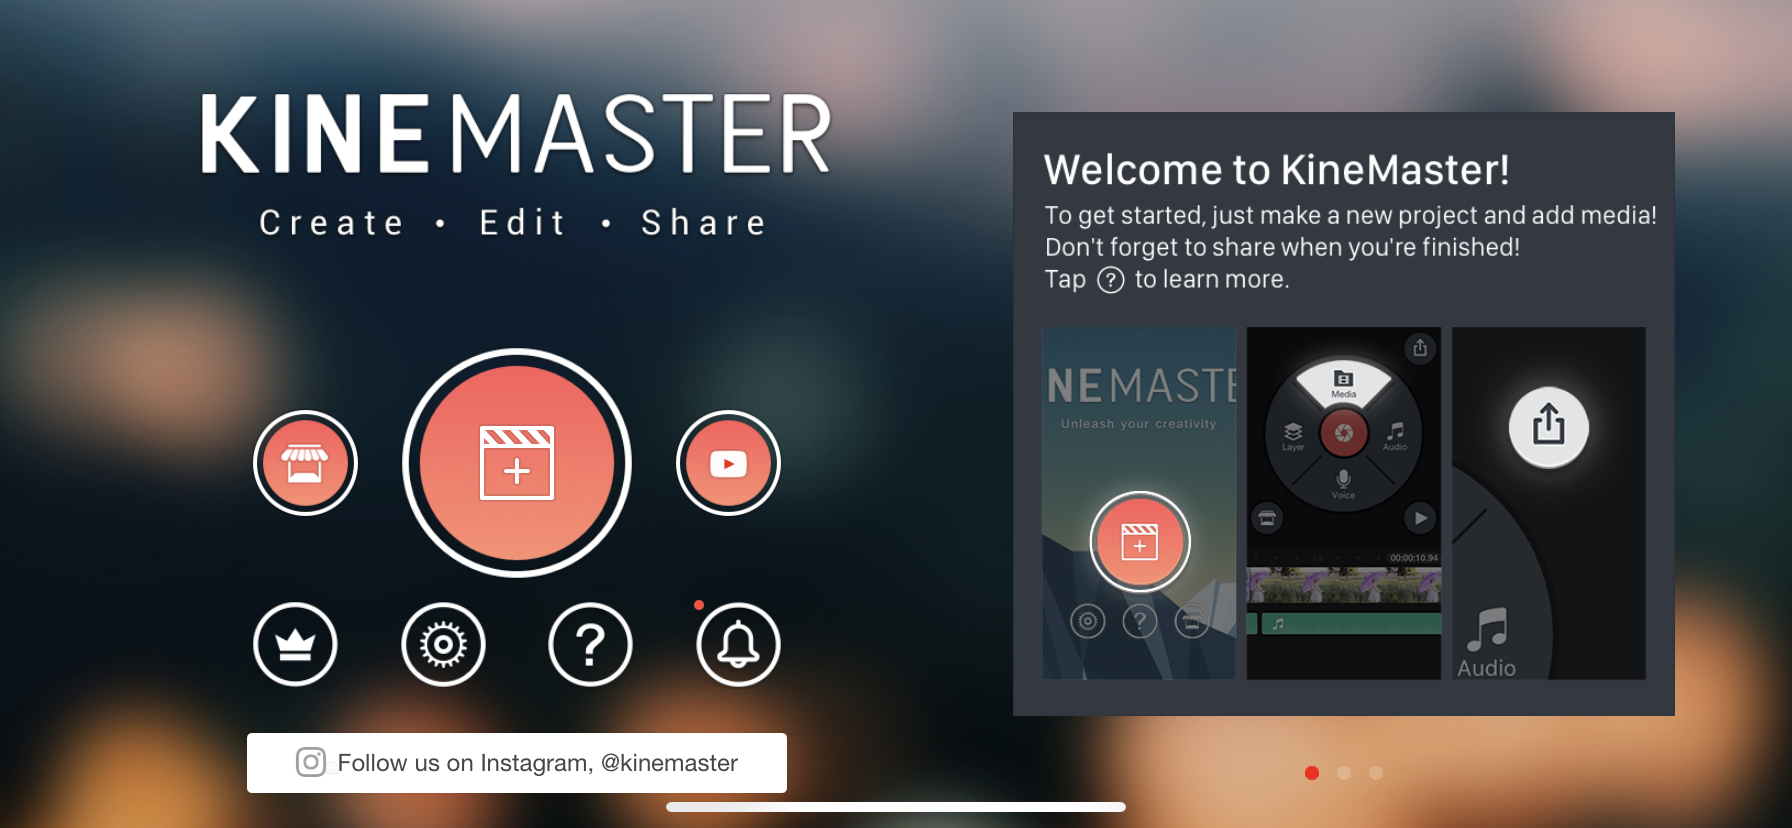 KINEMASTER
Create • Edit • Share
Follow us on Instagram, @kinemaster
Welcome to KineMaster!
To get started, just make a new project and add media!
Don't forget to share when you're finished!
Tap ? to learn more.
NEMASTE
Unleash your creativity
Media
Layer
Audio
Voice
00:00:10.94
Audio